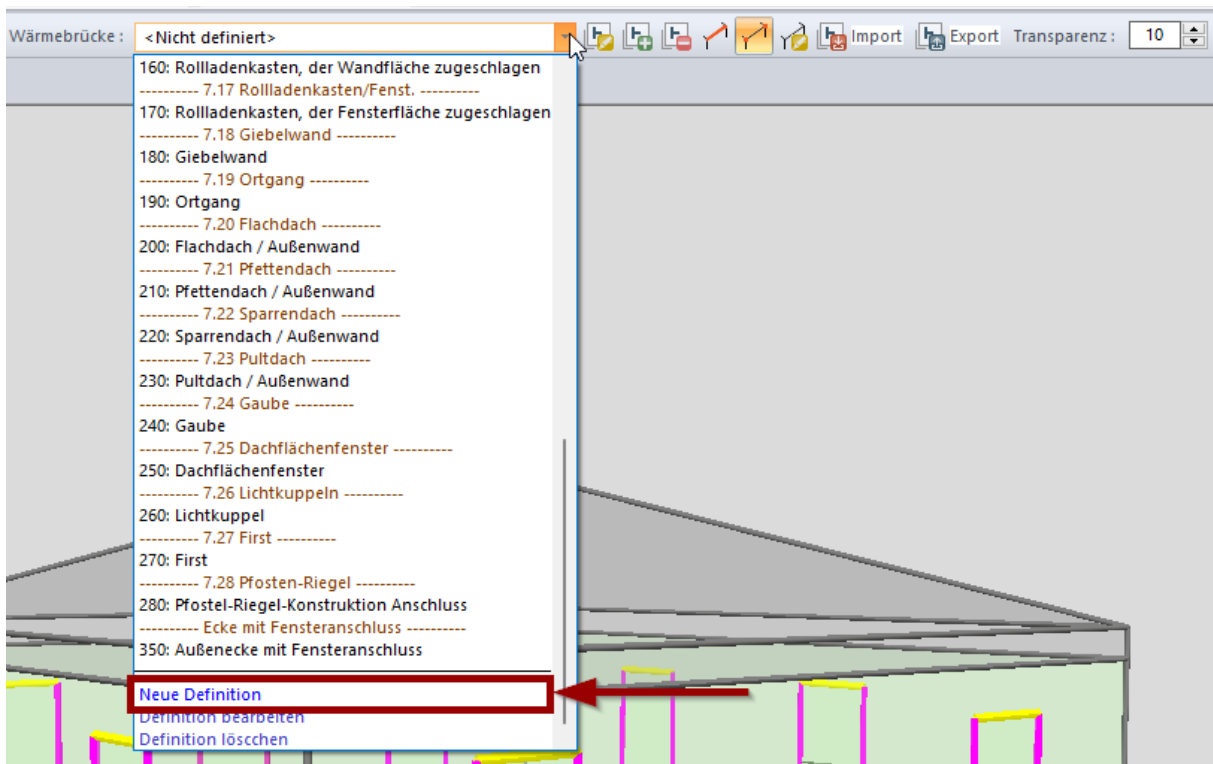 Wärmebrücke : <Nicht definiert> Import Export Transparenz : 10
160: Rollladenkasten, der Wandfläche zugeschlagen
---------- 7.17 Rollladenkasten/Fenst. ----------
170: Rollladenkasten, der Fensterfläche zugeschlagen
---------- 7.18 Giebelwand ----------
180: Giebelwand
---------- 7.19 Ortgang ----------
190: Ortgang
---------- 7.20 Flachdach ----------
200: Flachdach / Außenwand
---------- 7.21 Pfettendach ----------
210: Pfettendach / Außenwand
---------- 7.22 Sparrendach ----------
220: Sparrendach / Außenwand
---------- 7.23 Pultdach ----------
230: Pultdach / Außenwand
---------- 7.24 Gaube ----------
240: Gaube
---------- 7.25 Dachflächenfenster ----------
250: Dachflächenfenster
---------- 7.26 Lichtkuppeln ----------
260: Lichtkuppel
---------- 7.27 First ----------
270: First
---------- 7.28 Pfosten-Riegel ----------
280: Pfostel-Riegel-Konstruktion Anschluss
---------- Ecke mit Fensteranschluss ----------
350: Außenecke mit Fensteranschluss
Neue Definition
Definition bearbeiten
Definition löscchen